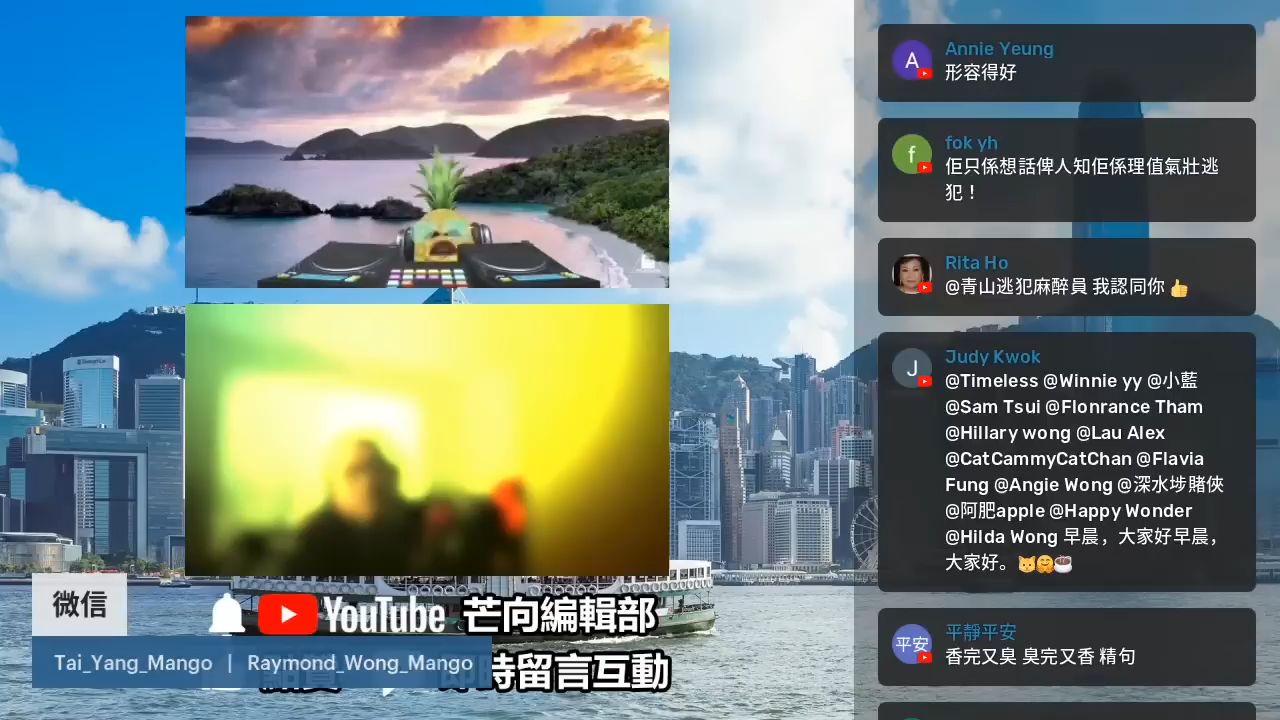 Annie Yeung
形容得好
fok yh
佢只係想話俾人知佢係理值氣壯逃
犯！
Rita Ho
@青山逃犯麻醉員 我認同你 👍
Judy Kwok
@Timeless @Winnie yy @小藍
@Sam Tsui @Flonrance Tham
@Hillary wong @Lau Alex
@CatCammyCatChan @Flavia
Fung @Angie Wong @深水埗賭俠
@阿肥apple @Happy Wonder
@Hilda Wong 早晨，大家好早晨，
大家好。🐱🤗☕
平靜平安
香完又臭 臭完又香 精句
A
f
J
平安
微信
Tai_Yang_Mango | Raymond_Wong_Mango
YouTube 芒向編輯部
時留言互動